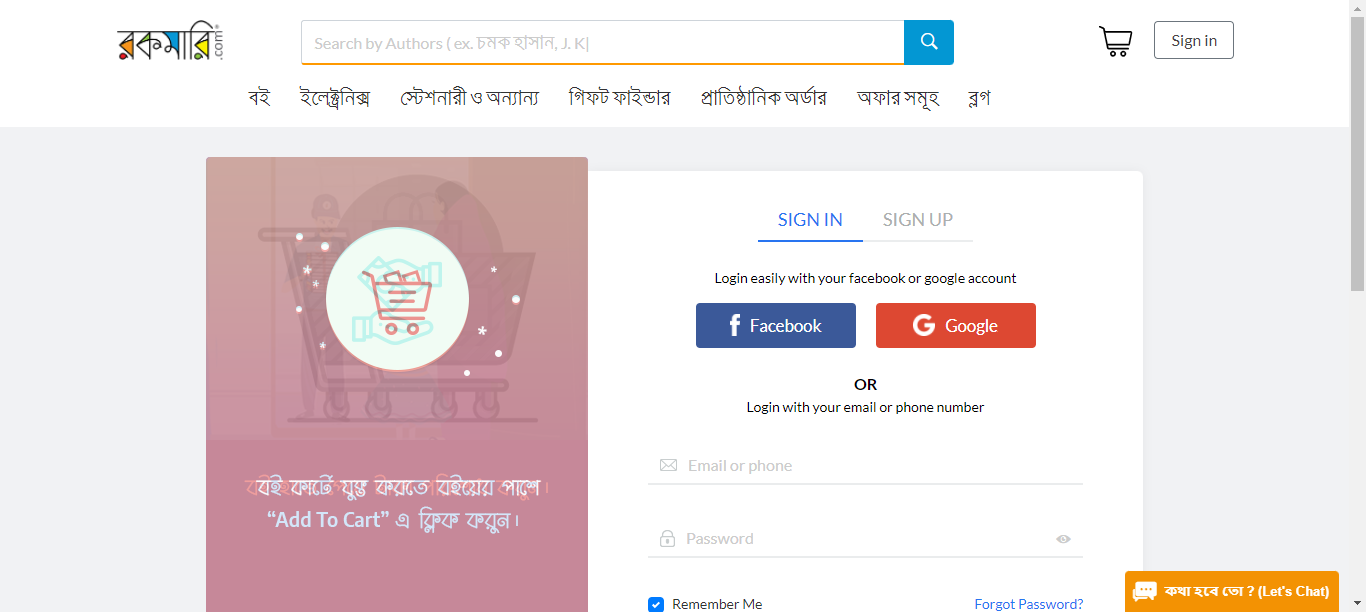 রকমারি.com
Search by Authors ( ex. চমক হাসান, J. K|
Sign in
বই ইলেক্ট্রনিক্স স্টেশনারী ও অন্যান্য গিফট ফাইন্ডার প্রাতিষ্ঠানিক অর্ডার অফার সমূহ ব্লগ
বই কার্টে যুক্ত করতে বইয়ের পাশে
“Add To Cart” এ ক্লিক করুন।
SIGN IN SIGN UP
Login easily with your facebook or google account
Facebook Google
OR
Login with your email or phone number
Email or phone
Password
Remember Me Forgot Password?
কথা হবে তো ? (Let's Chat)